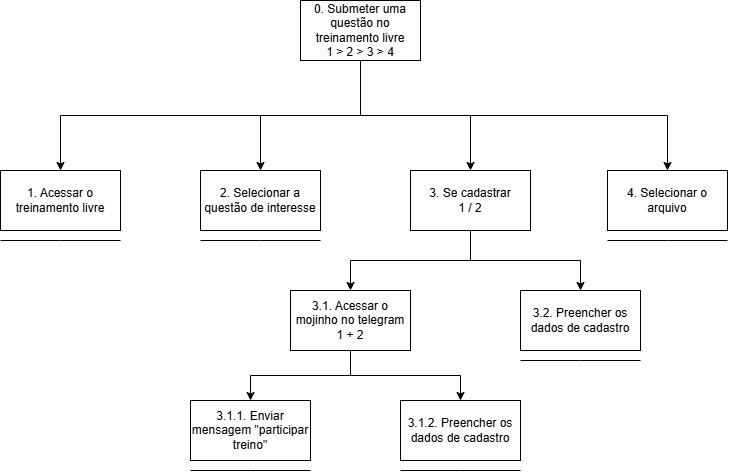 0. Submeter uma
questão no
treinamento livre
1 > 2 > 3 > 4
1. Acessar o
treinamento livre
2. Selecionar a
questão de interesse
3. Se cadastrar
1 / 2
4. Selecionar o
arquivo
3.1. Acessar o
mojinho no telegram
1 + 2
3.2. Preencher os
dados de cadastro
3.1.1. Enviar
mensagem "participar
treino"
3.1.2. Preencher os
dados de cadastro